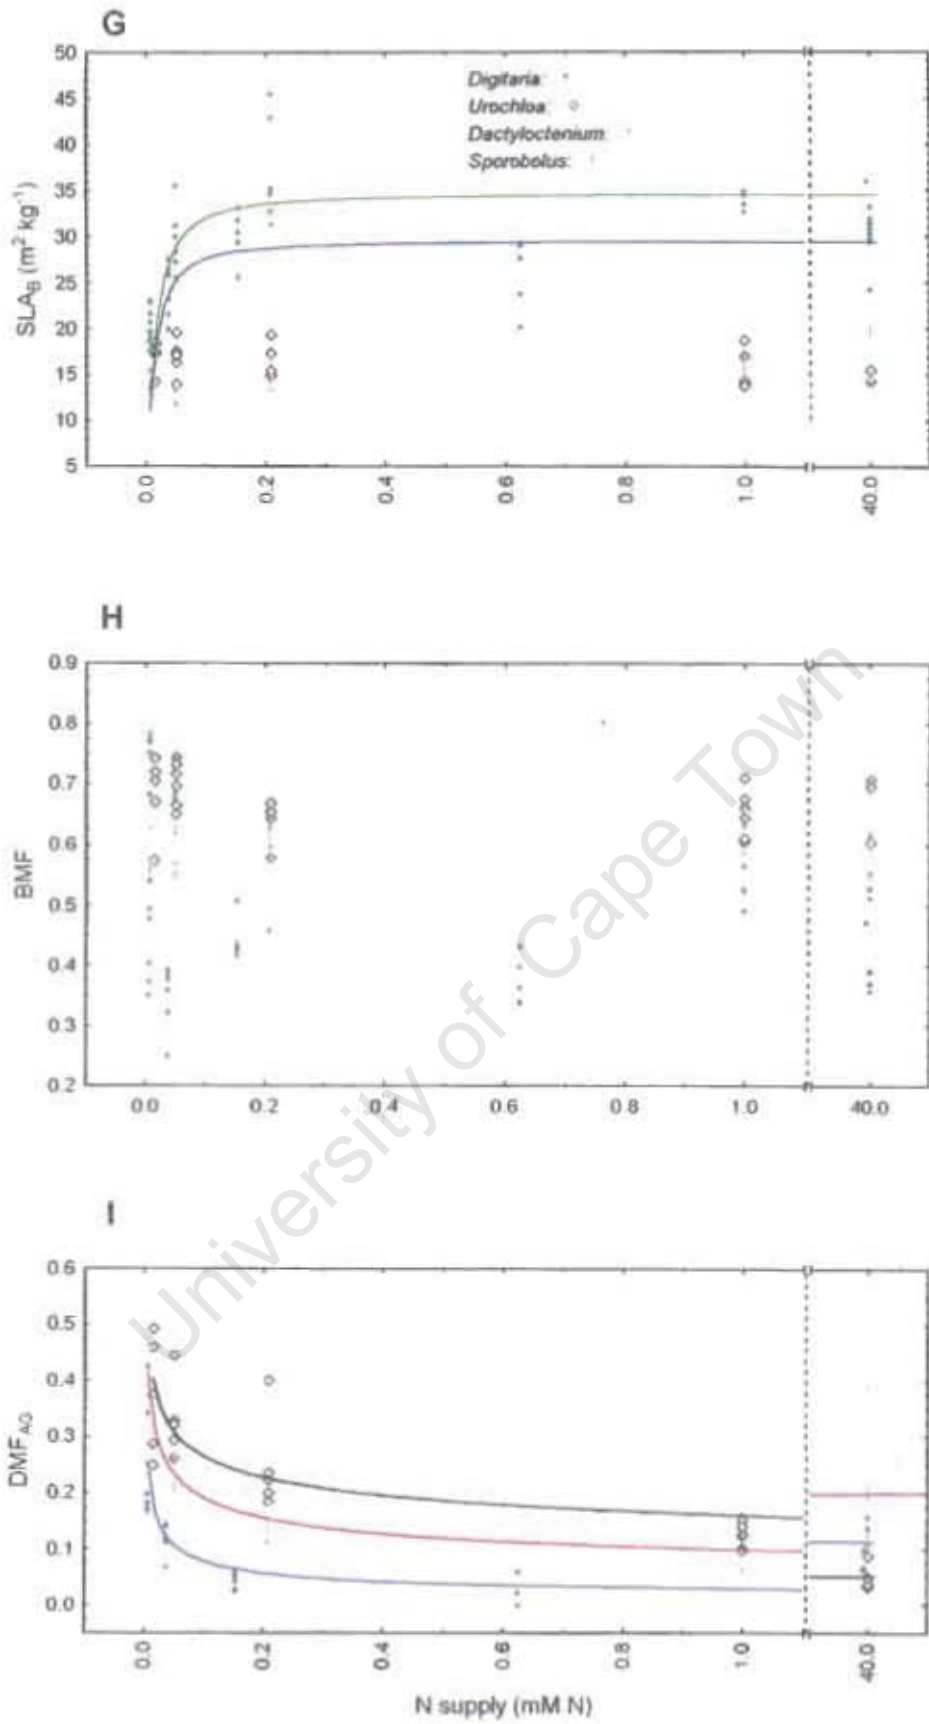 G
50
45
40
35
30
25
20
15
10
5
SLA_B (m² kg⁻¹)
Digitaria:
Urochloa:
Dactyloctenium:
Sporobolus:
0.0 0.2 0.4 0.6 0.8 1.0 40.0
H
0.9
0.8
0.7
0.6
0.5
0.4
0.3
0.2
BMF
0.0 0.2 0.6 0.8 1.0 40.0
I
0.6
0.5
0.4
0.3
0.2
0.1
0.0
DMF_AG
0.0 0.2 0.4 0.6 0.8 1.0 40.0
N supply (mM N)
University of Cape Town